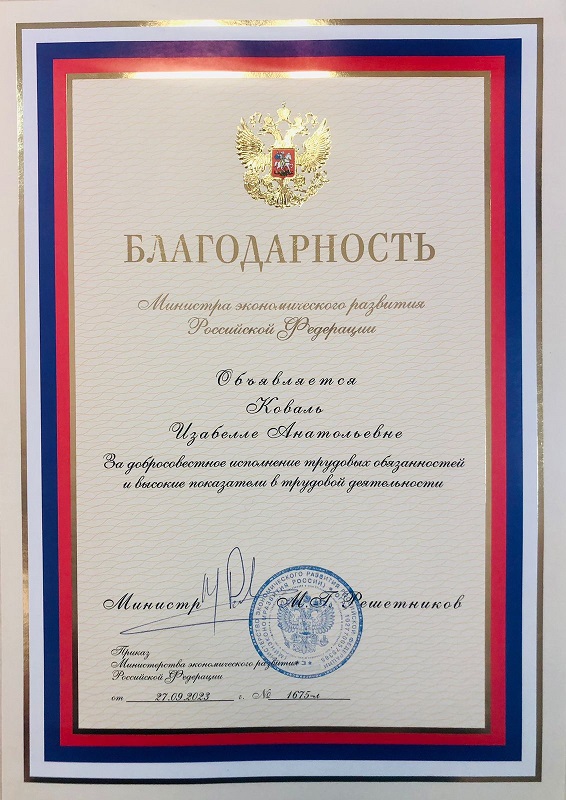 БЛАГОДАРНОСТЬ
Министра экономического развития
Российской Федерации
Объявляется
Коваль
Изабелле Анатольевне
За добросовестное исполнение трудовых обязанностей
и высокие показатели в трудовой деятельности
Министр М.Г. Решетников
Приказ
Министерства экономического развития
Российской Федерации
от 27.09.2023 г. № 1675-л